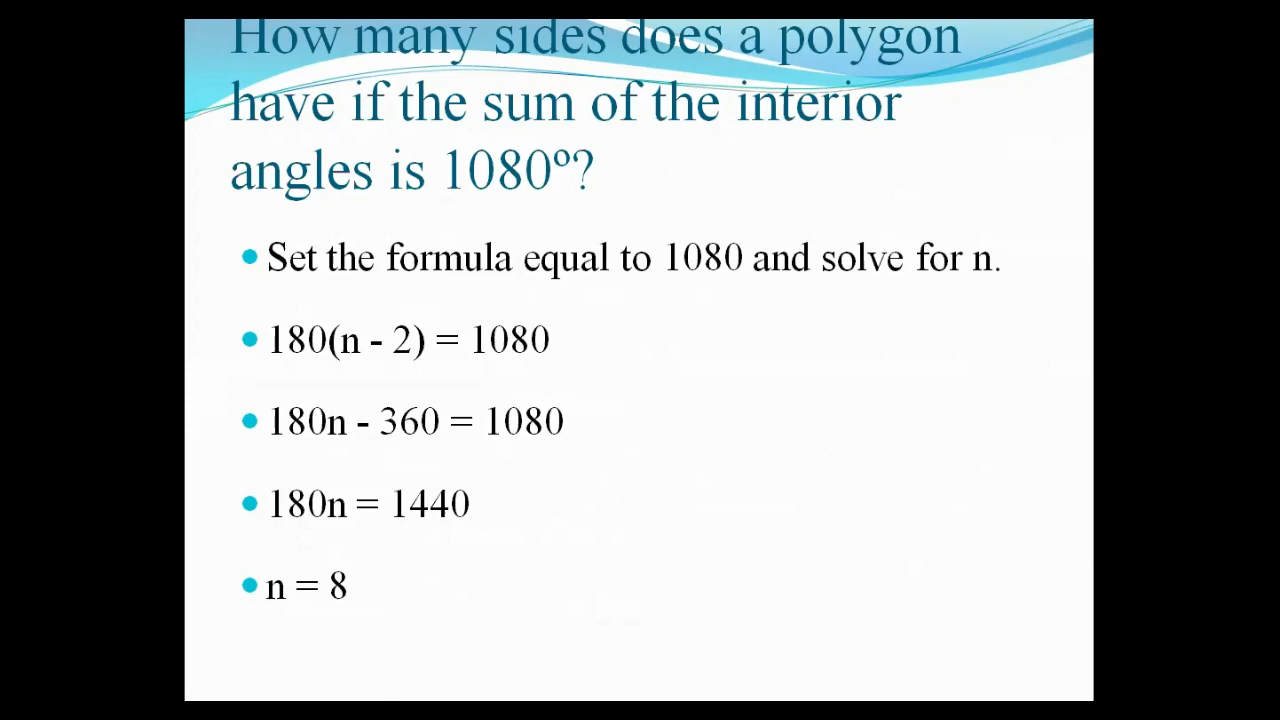 How many sides does a polygon
have if the sum of the interior
angles is 1080º?
• Set the formula equal to 1080 and solve for n.
• 180(n - 2) = 1080
• 180n - 360 = 1080
• 180n = 1440
• n = 8